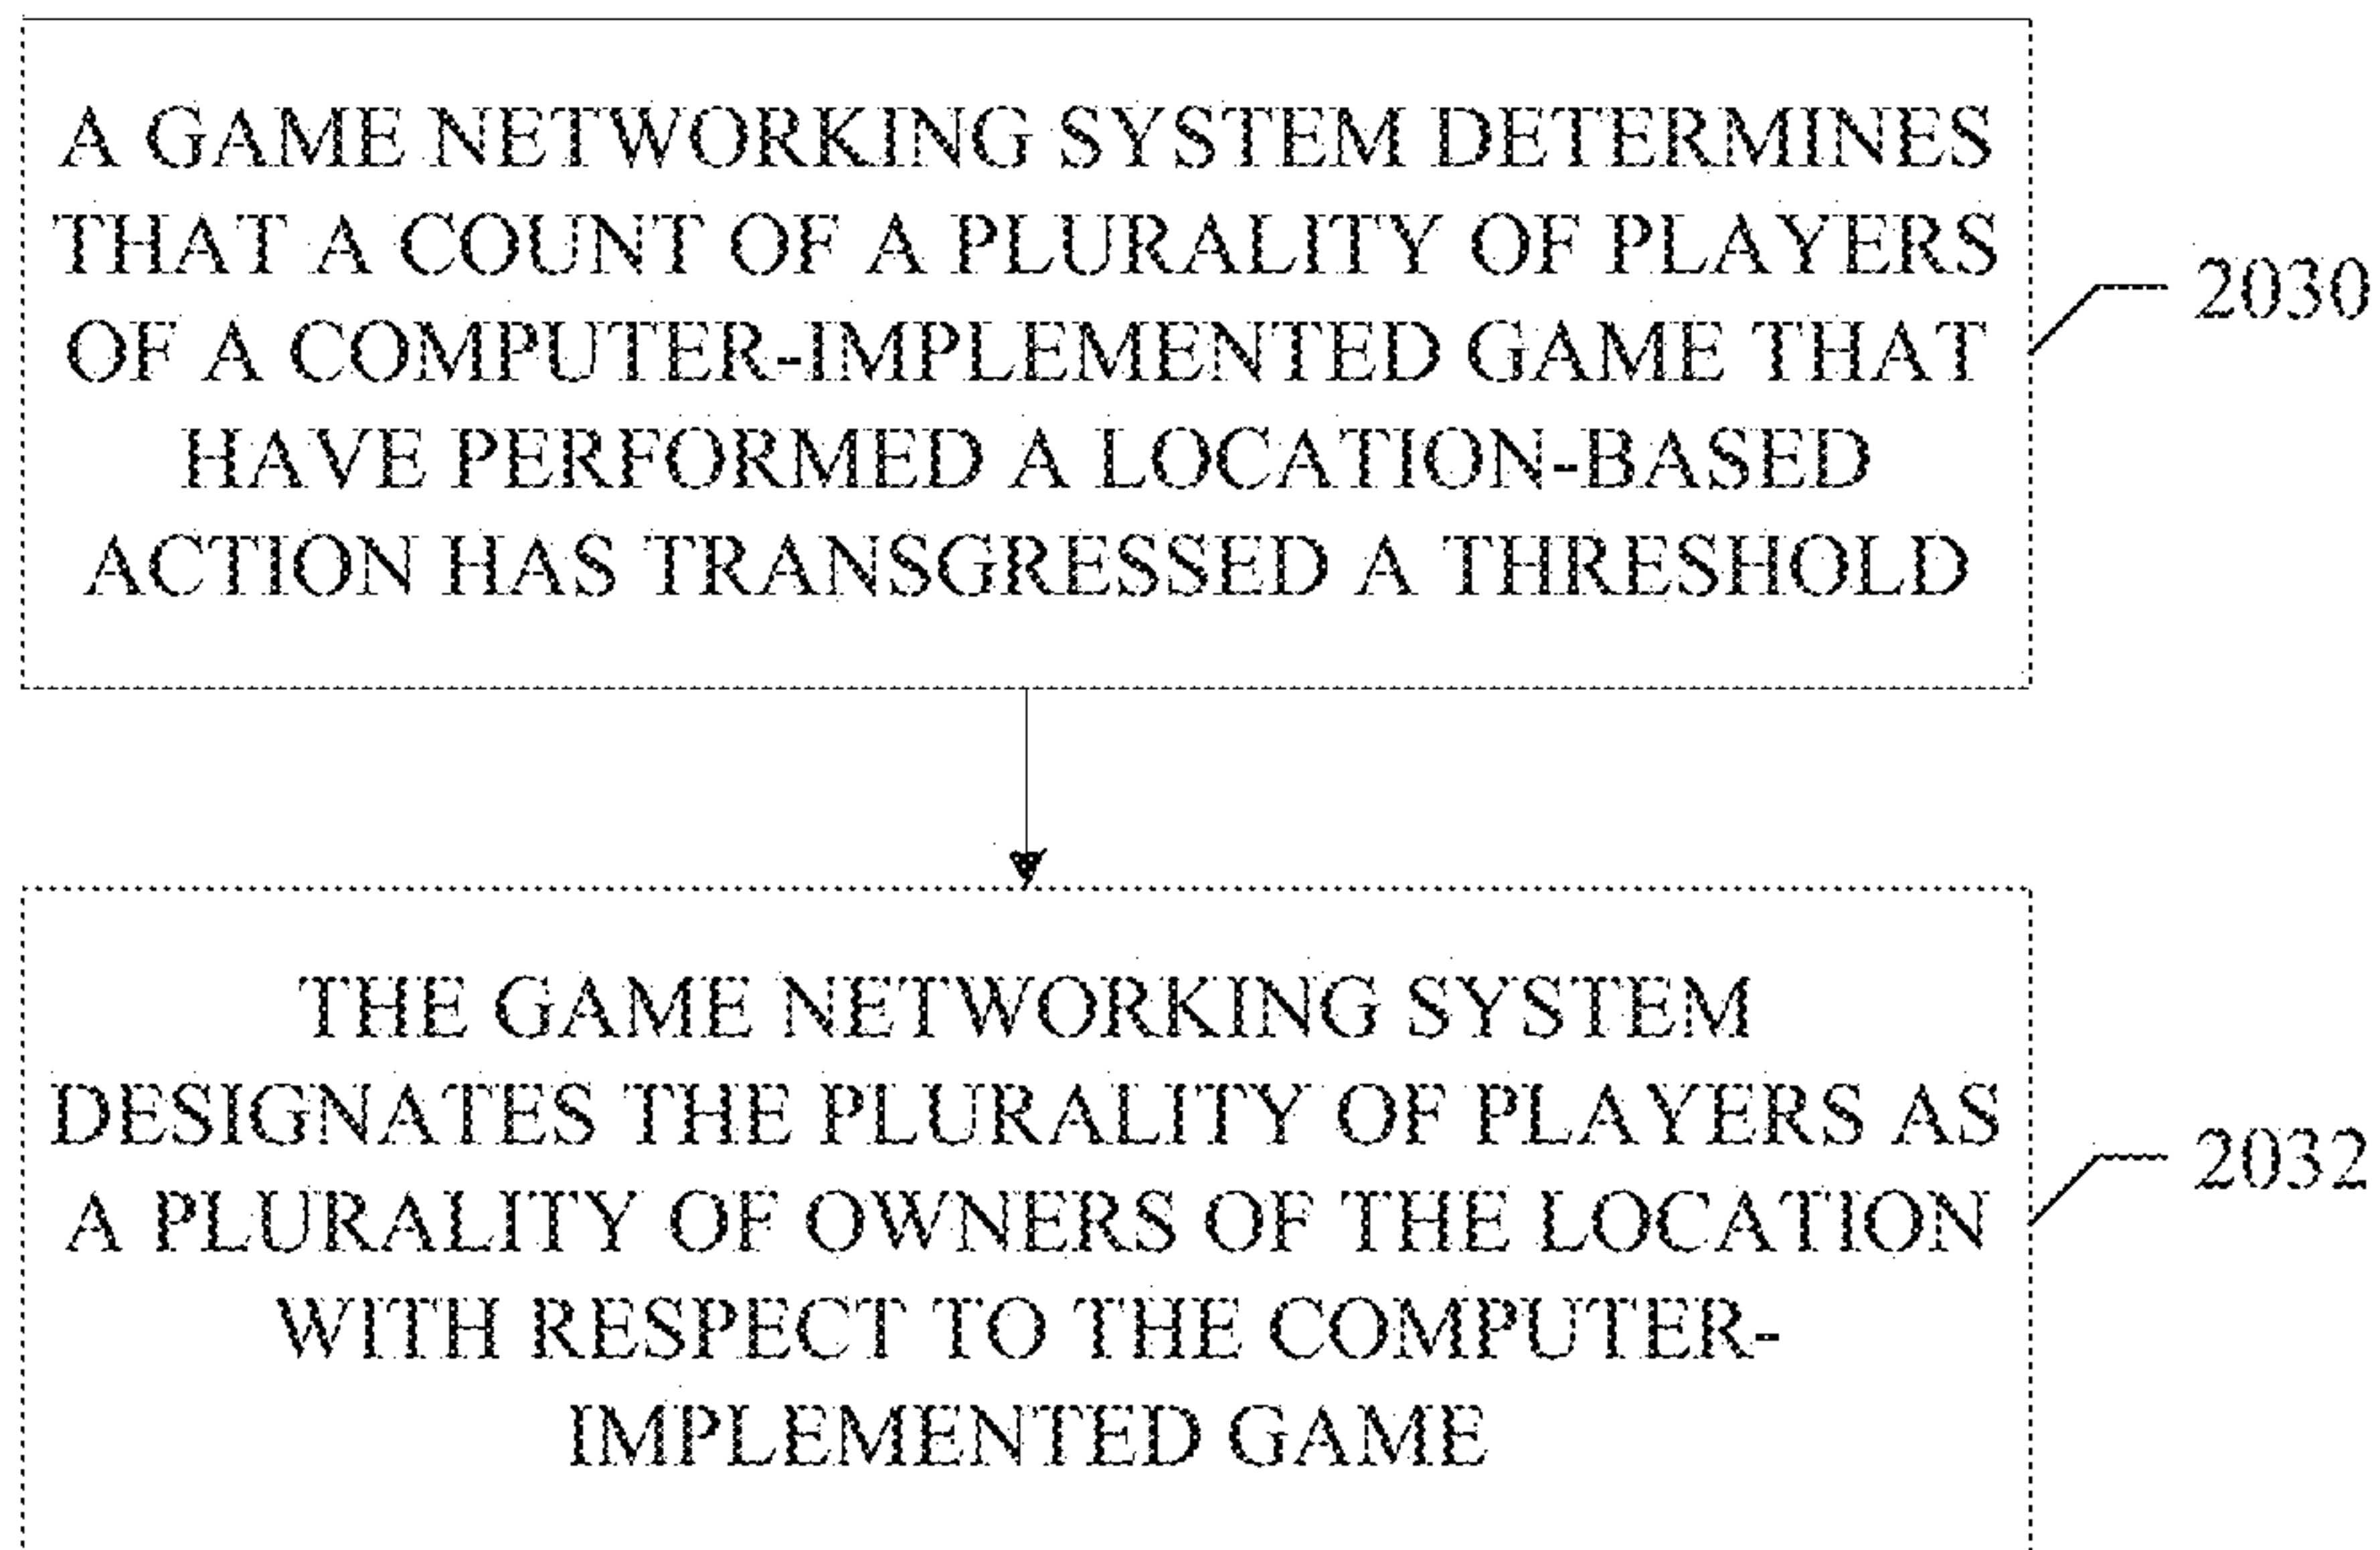 A GAME NETWORKING SYSTEM DETERMINES
THAT A COUNT OF A PLURALITY OF PLAYERS
OF A COMPUTER-IMPLEMENTED GAME THAT
HAVE PERFORMED A LOCATION-BASED
ACTION HAS TRANSGRESSED A THRESHOLD
2030
THE GAME NETWORKING SYSTEM
DESIGNATES THE PLURALITY OF PLAYERS AS
A PLURALITY OF OWNERS OF THE LOCATION
WITH RESPECT TO THE COMPUTER-
IMPLEMENTED GAME
2032